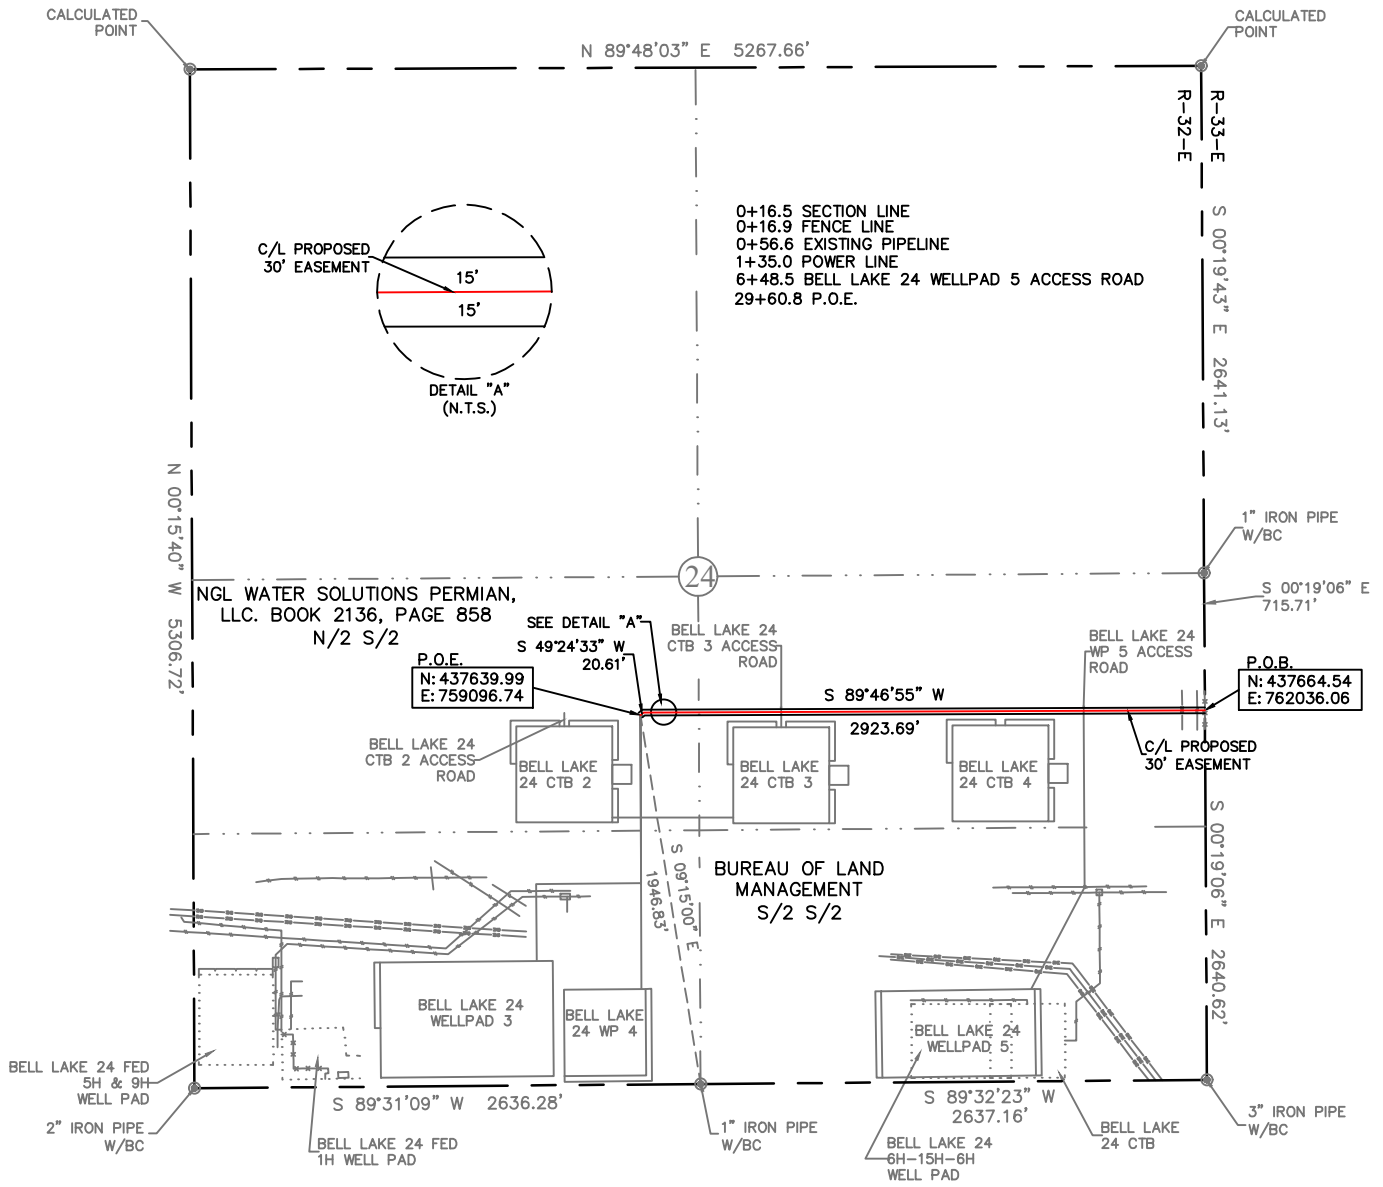 CALCULATED
POINT
N 89°48'03" E 5267.66'
CALCULATED
POINT
R-32-E
R-33-E
0+16.5 SECTION LINE
0+16.9 FENCE LINE
0+56.6 EXISTING PIPELINE
1+35.0 POWER LINE
6+48.5 BELL LAKE 24 WELLPAD 5 ACCESS ROAD
29+60.8 P.O.E.
C/L PROPOSED
30' EASEMENT
15'
15'
DETAIL "A"
(N.T.S.)
S 00°19'43" E 2641.13'
N 00°15'40" W 5306.72'
1" IRON PIPE
W/BC
24
S 00°19'06" E
715.71'
NGL WATER SOLUTIONS PERMIAN,
LLC. BOOK 2136, PAGE 858
N/2 S/2
SEE DETAIL "A"
S 49°24'33" W
20.61'
BELL LAKE 24
CTB 3 ACCESS
ROAD
BELL LAKE 24
WP 5 ACCESS
ROAD
P.O.E.
N: 437639.99
E: 759096.74
P.O.B.
N: 437664.54
E: 762036.06
S 89°46'55" W
2923.69'
C/L PROPOSED
30' EASEMENT
BELL LAKE 24
CTB 2 ACCESS
ROAD
BELL LAKE
24 CTB 2
BELL LAKE
24 CTB 3
BELL LAKE
24 CTB 4
S 09°15'00" E
1946.83'
BUREAU OF LAND
MANAGEMENT
S/2 S/2
S 00°19'06" E 2640.62'
BELL LAKE 24
WELLPAD 3
BELL LAKE
24 WP 4
BELL LAKE 24
WELLPAD 5
BELL LAKE 24 FED
5H & 9H
WELL PAD
S 89°31'09" W 2636.28'
S 89°32'23" W
2637.16'
2" IRON PIPE
W/BC
BELL LAKE 24 FED
1H WELL PAD
1" IRON PIPE
W/BC
BELL LAKE 24
6H-15H-6H
WELL PAD
BELL LAKE
24 CTB
3" IRON PIPE
W/BC